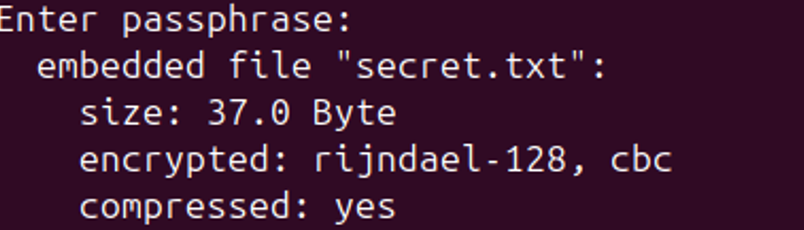 Enter passphrase:
  embedded file "secret.txt":
    size: 37.0 Byte
    encrypted: rijndael-128, cbc
    compressed: yes